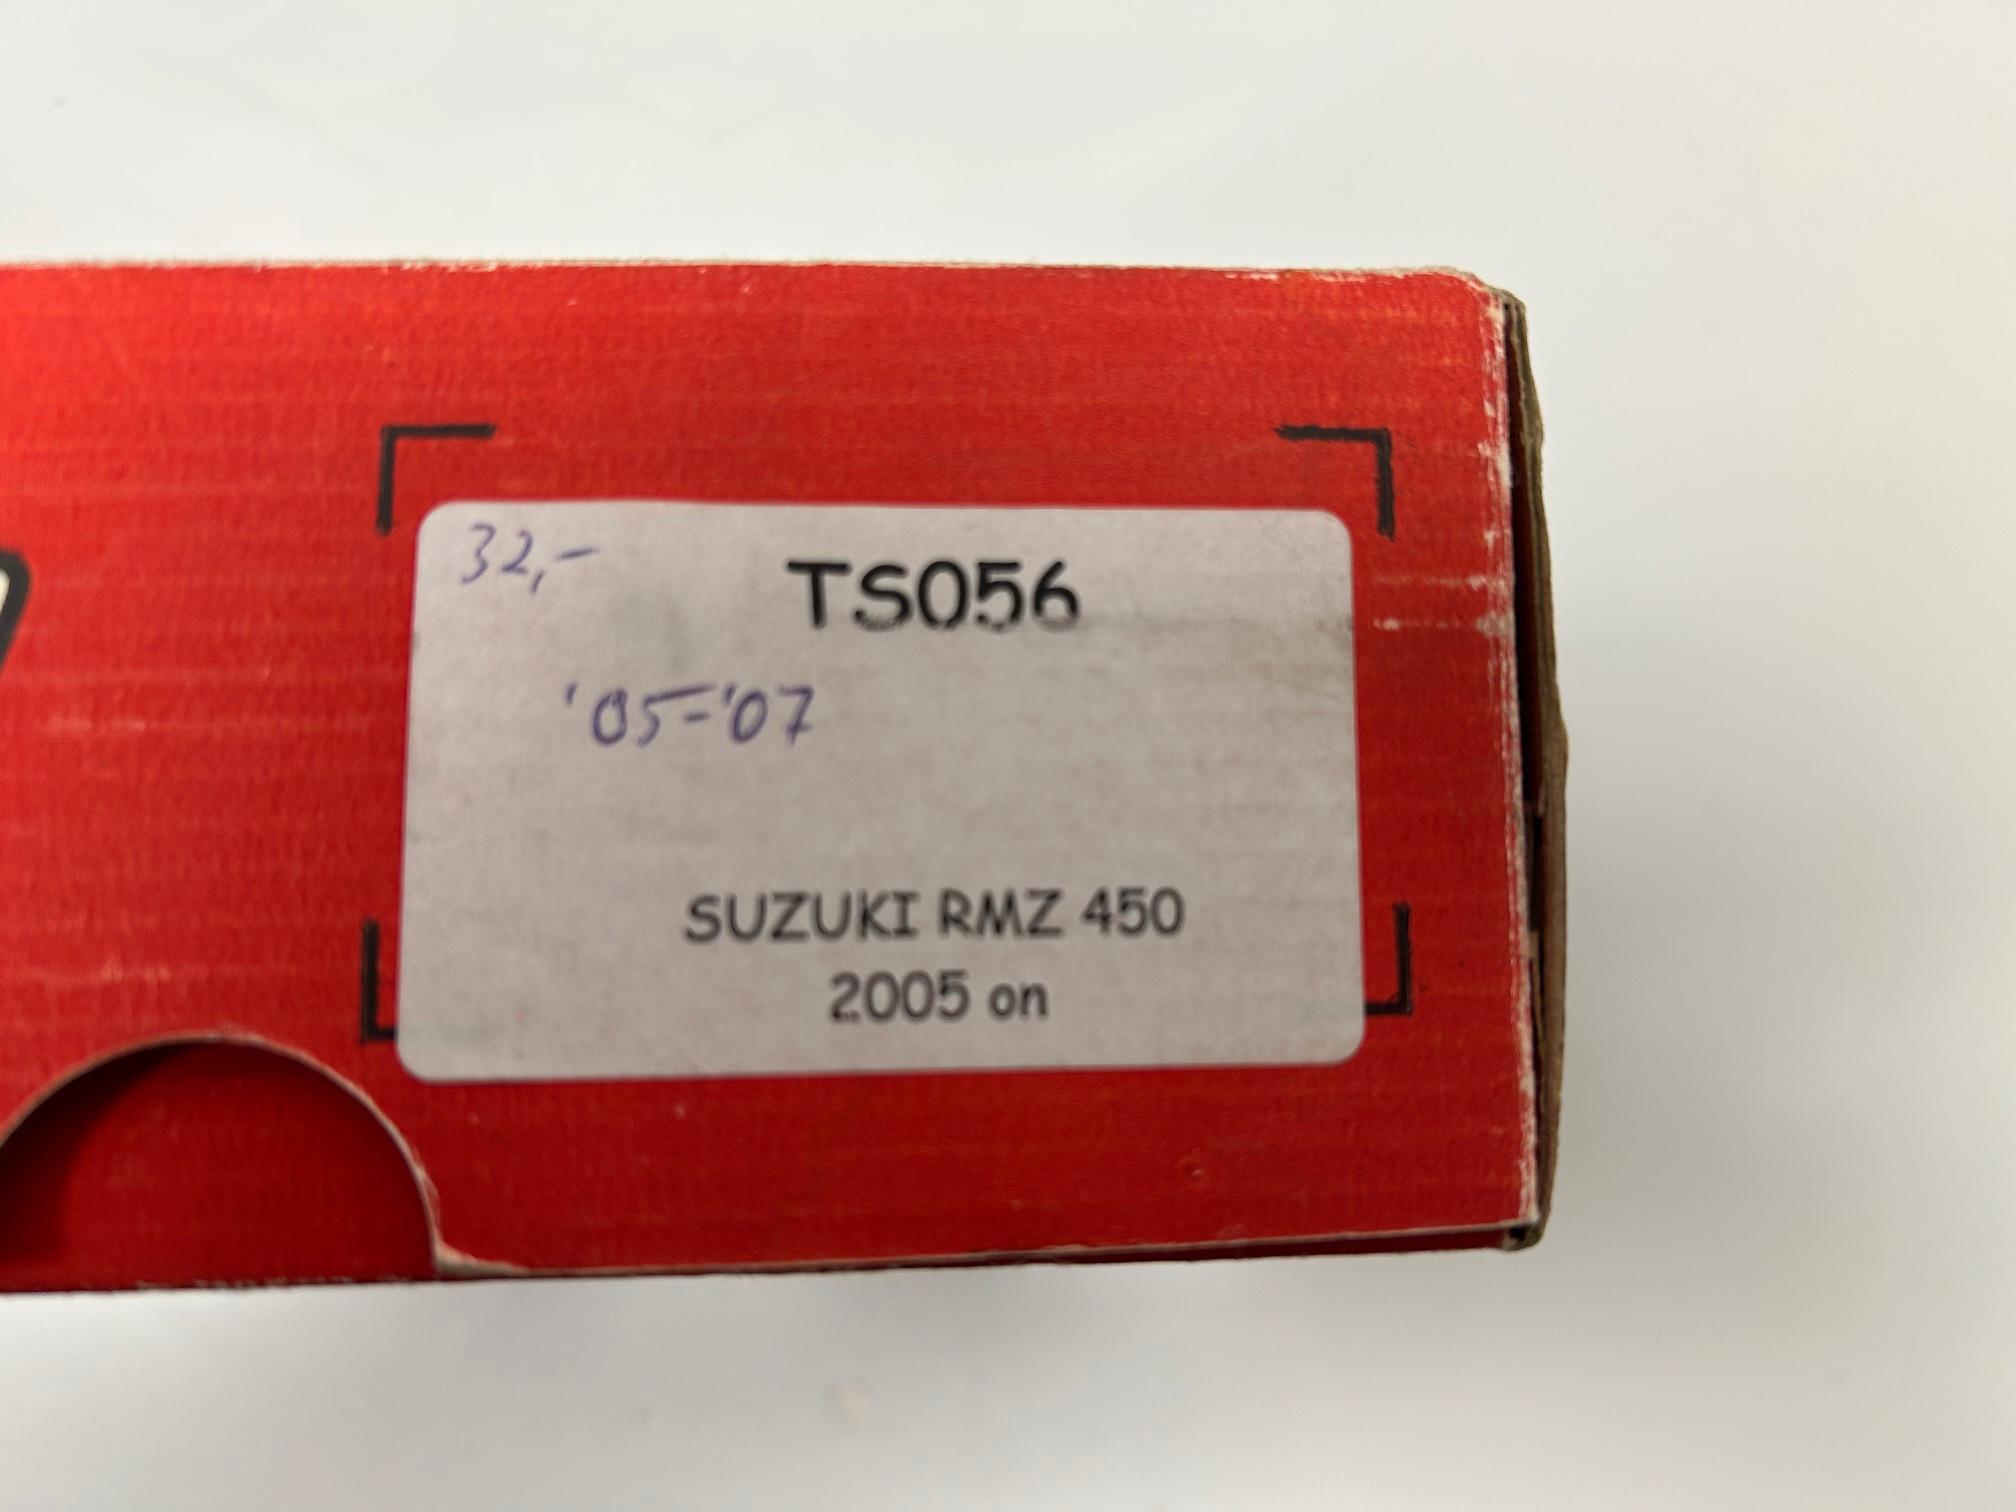 32,-
TS056
'05-'07
SUZUKI RMZ 450
2005 on